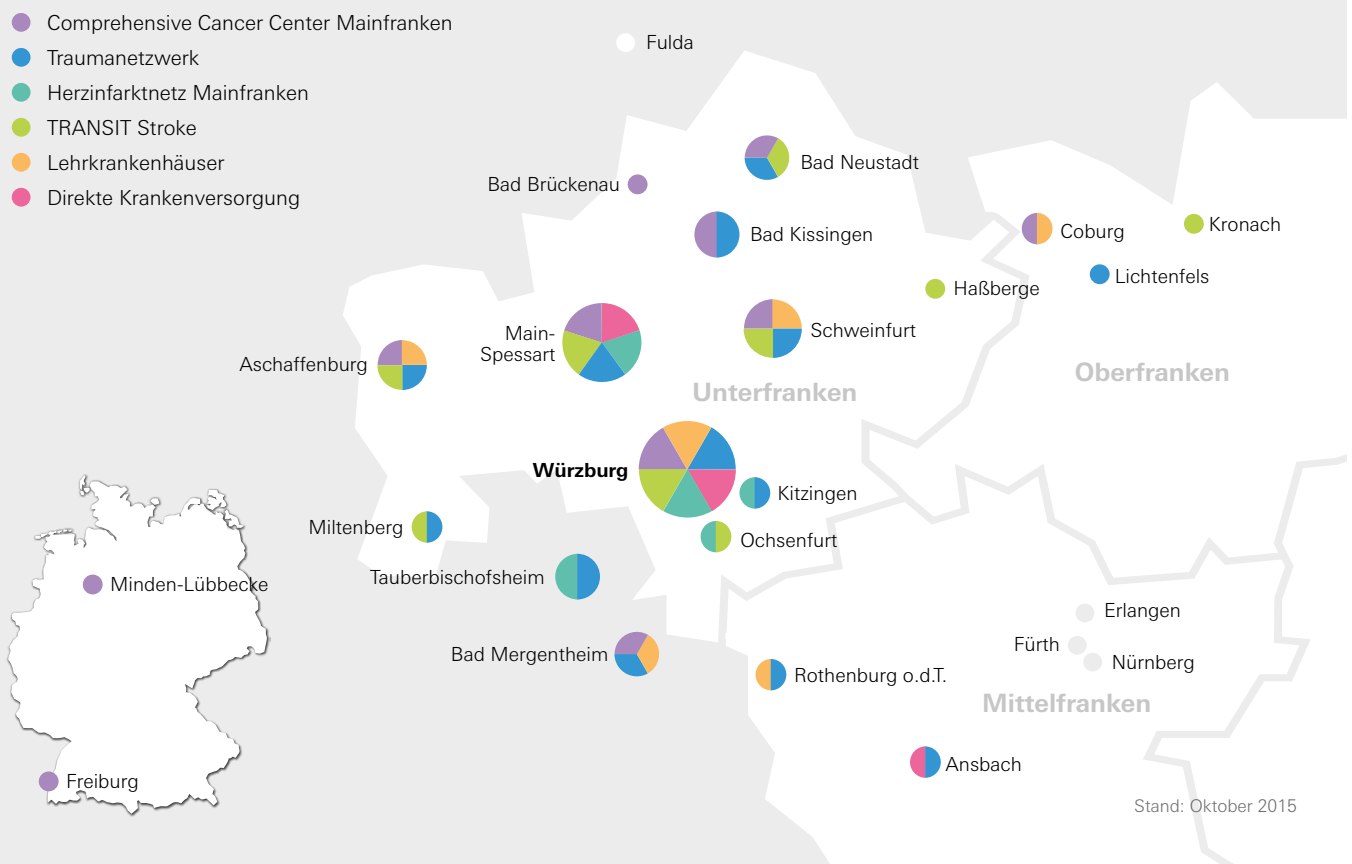 Comprehensive Cancer Center Mainfranken
Traumanetzwerk
Herzinfarktnetz Mainfranken
TRANSIT Stroke
Lehrkrankenhäuser
Direkte Krankenversorgung
Fulda
Bad Neustadt
Bad Brückenau
Bad Kissingen
Coburg
Kronach
Lichtenfels
Haßberge
Main-
Spessart
Schweinfurt
Aschaffenburg
Unterfranken
Oberfranken
Würzburg
Kitzingen
Miltenberg
Ochsenfurt
Tauberbischofsheim
Minden-Lübbecke
Erlangen
Fürth
Nürnberg
Bad Mergentheim
Rothenburg o.d.T.
Mittelfranken
Ansbach
Freiburg
Stand: Oktober 2015